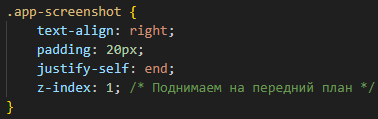 .app-screenshot {
    text-align: right;
    padding: 20px;
    justify-self: end;
    z-index: 1; /* Поднимаем на передний план */
}